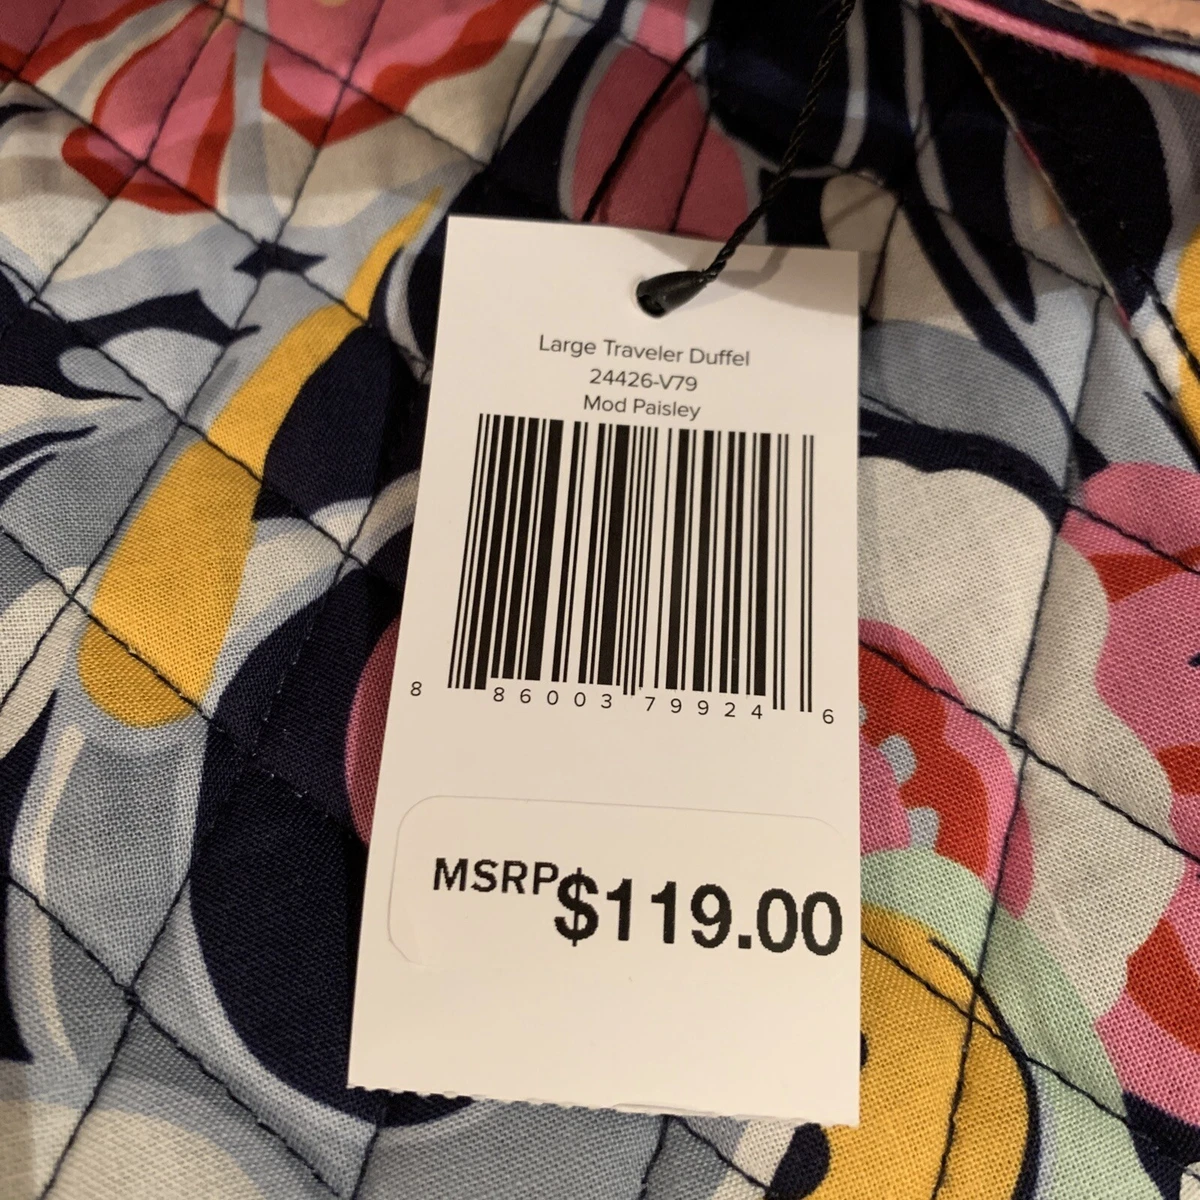 Large Traveler Duffel
24426-V79
Mod Paisley
8 86003 79924 6
MSRP$119.00